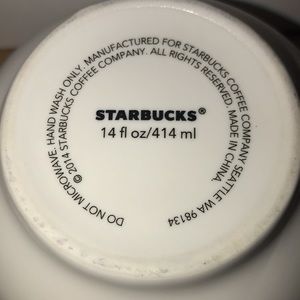 DO NOT MICROWAVE. HAND WASH ONLY. MANUFACTURED FOR STARBUCKS COFFEE COMPANY SEATTLE WA 98134
© 2014 STARBUCKS COFFEE COMPANY. ALL RIGHTS RESERVED. MADE IN CHINA.
STARBUCKS®
14 fl oz/414 ml